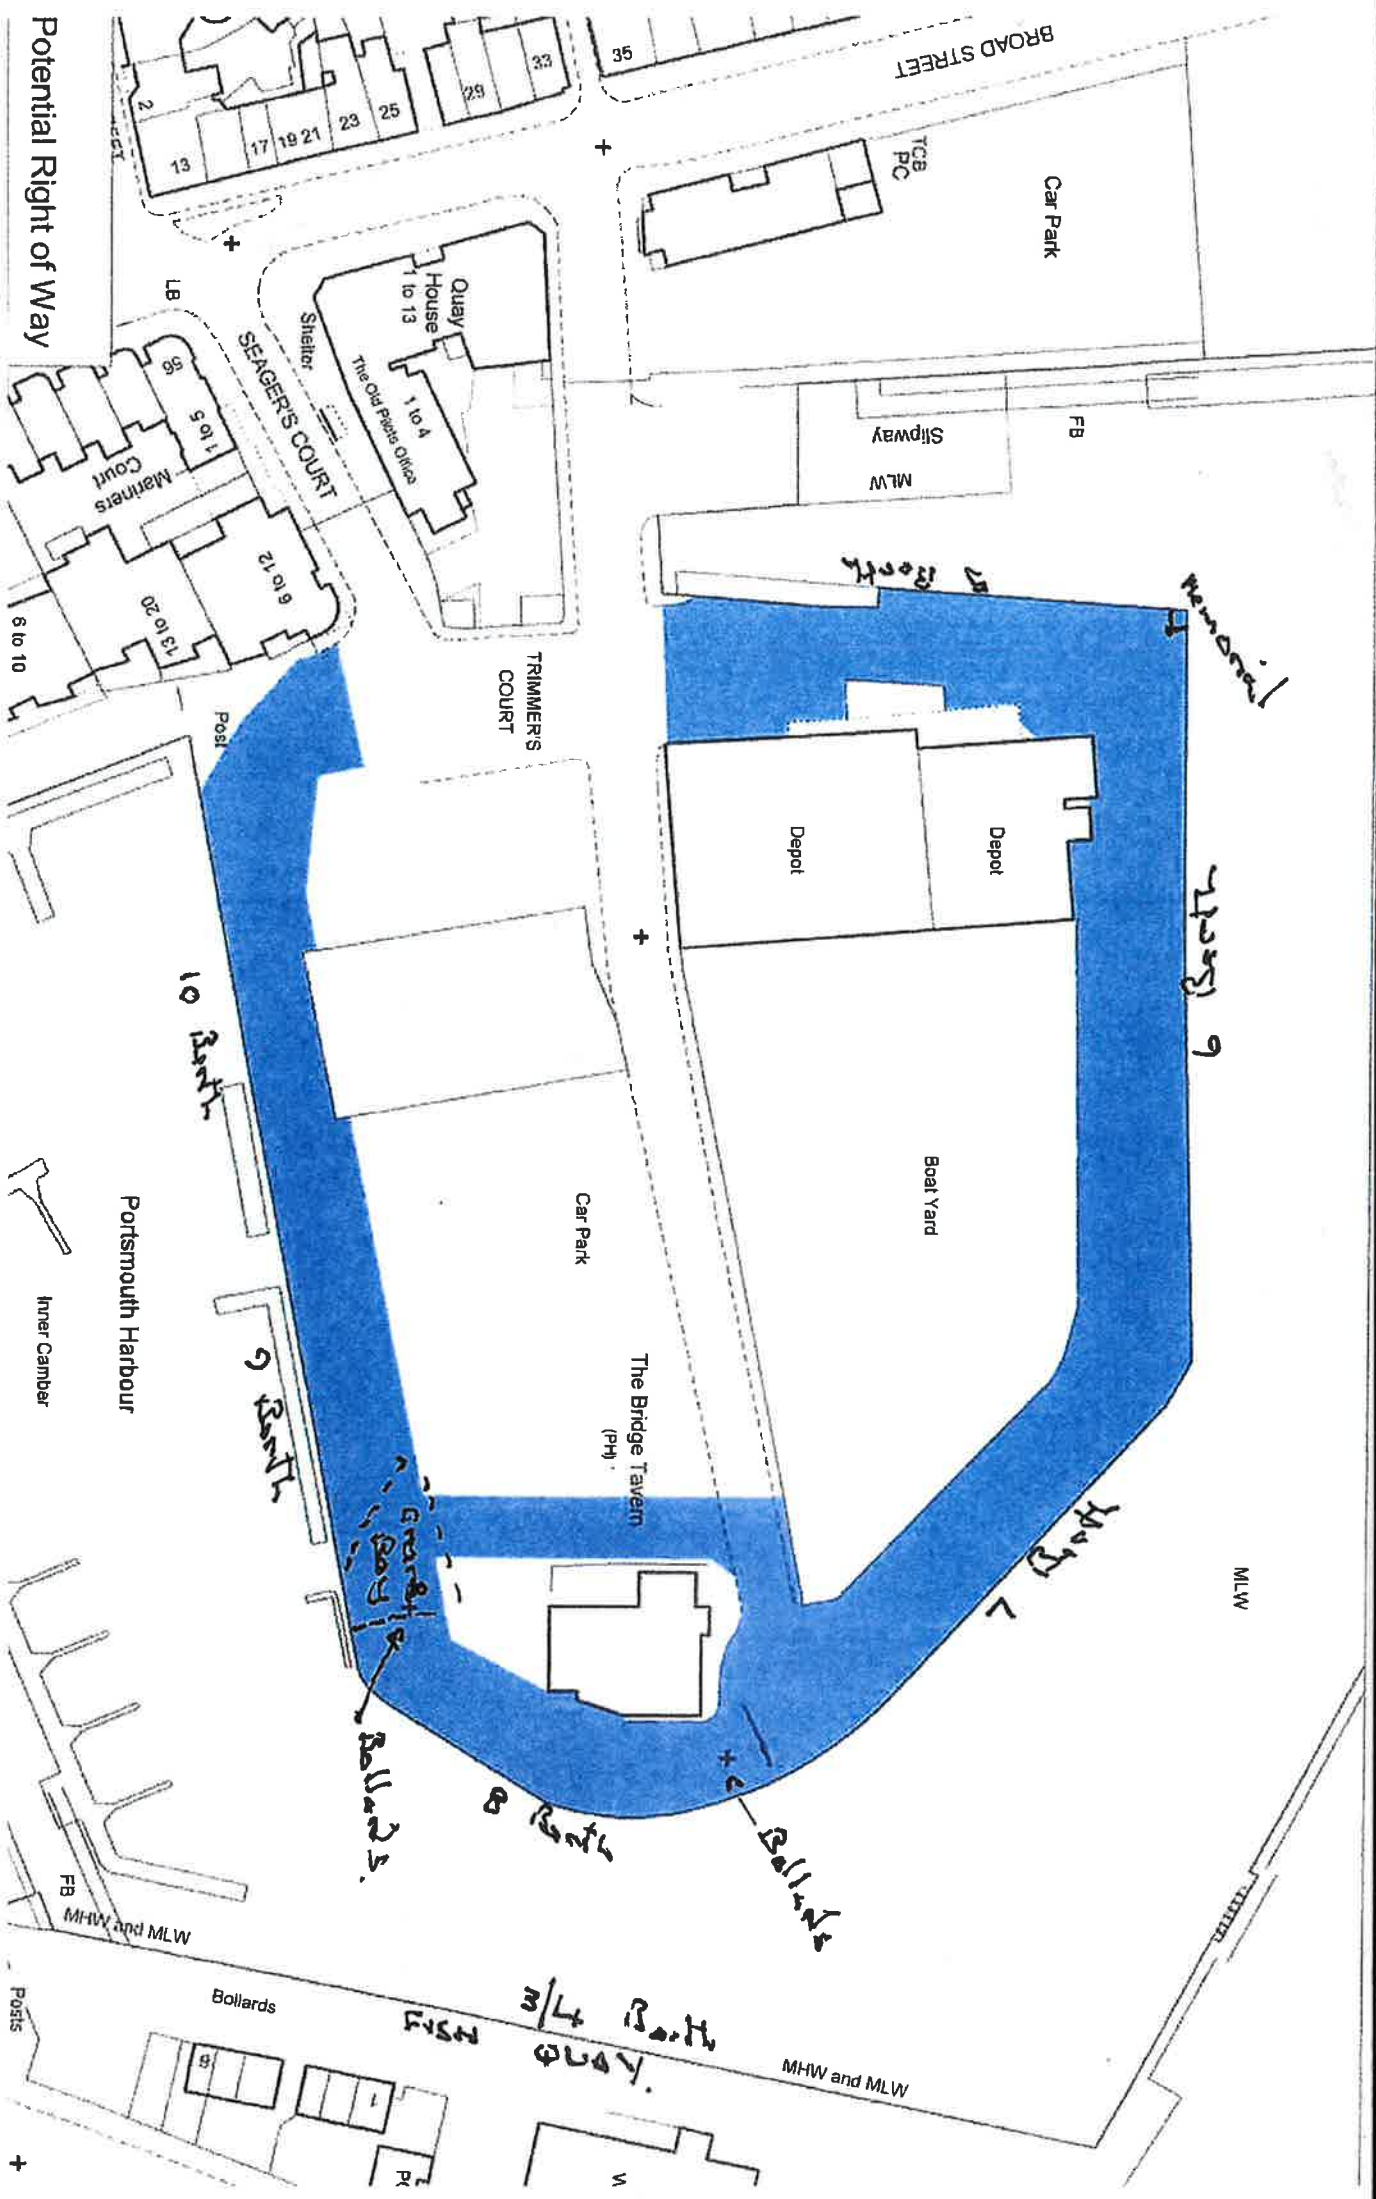 Potential Right of Way
BROAD STREET
35
33
29
25
23
21
19
17
13
2
TCB
PC
Car Park
FB
Slipway
MLW
LB
Quay
House
1 to 13
Shelter
1 to 4
The Old Pilots Office
SEAGER'S COURT
56
1 to 5
Mariners
Court
6 to 12
13 to 20
6 to 10
Post
TRIMMER'S
COURT
Memorial
Depot
Depot
6 Berth
10 Berth
Boat Yard
Car Park
Portsmouth Harbour
Inner Camber
9 Berth
The Bridge Tavern
(PH)
Bay
7 Berth
MLW
Bollards.
8 Berth
Bollards
FB
MHW and MLW
Bollards
3/4 Berth
FISH QUAY.
MHW and MLW
Posts
1